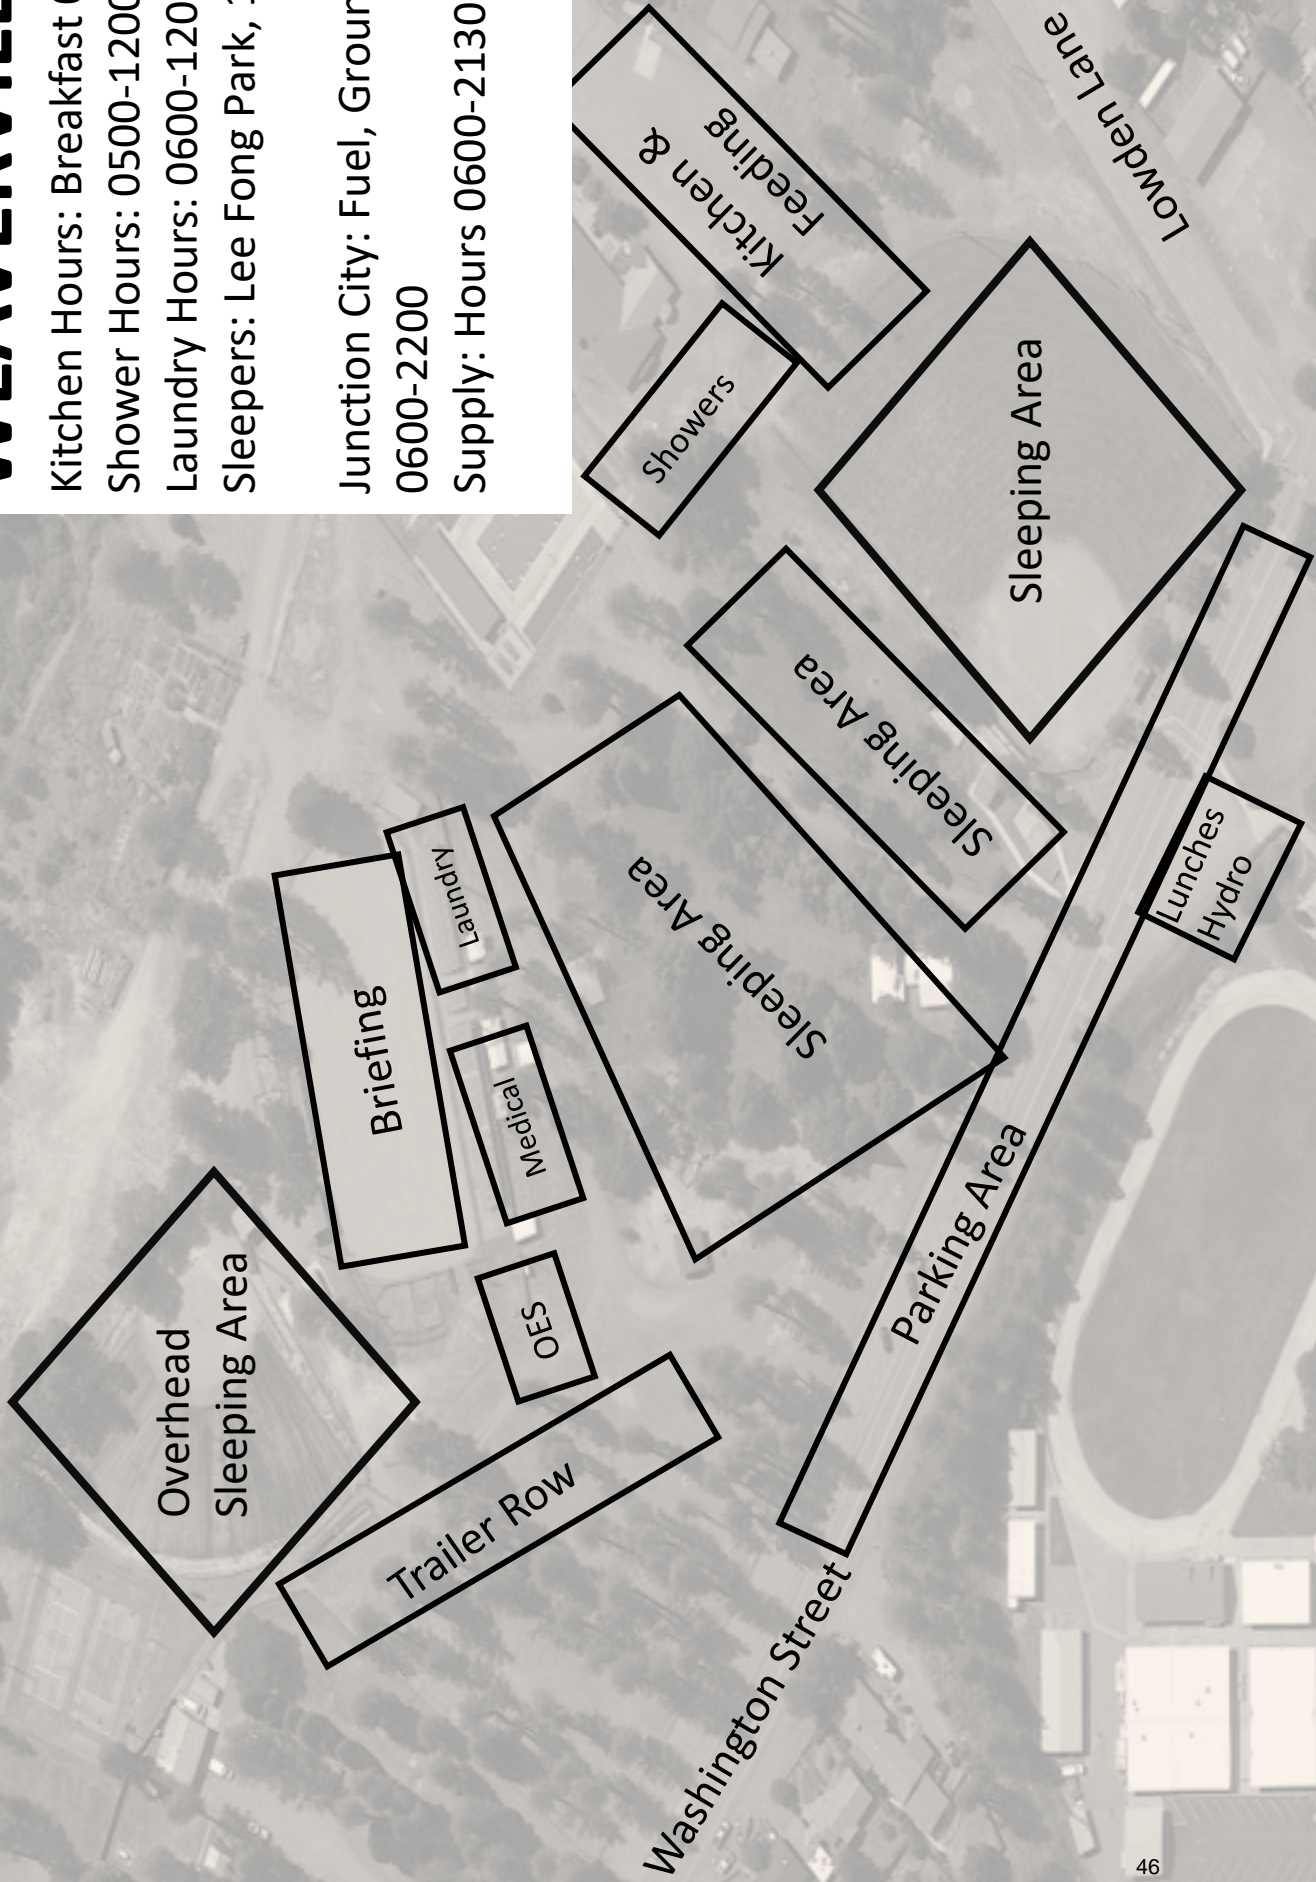 Kitchen Hours: Breakfast
Shower Hours: 0500-1200
Laundry Hours: 0600-120
Sleepers: Lee Fong Park,
Junction City: Fuel, Groun
0600-2200
Supply: Hours 0600-2130
Overhead
Sleeping Area
Trailer Row
Briefing
Laundry
Medical
OES
Sleeping Area
Sleeping Area
Sleeping Area
Showers
Kitchen &
Feeding
Lowden Lane
Parking Area
Washington Street
Lunches
Hydro
46